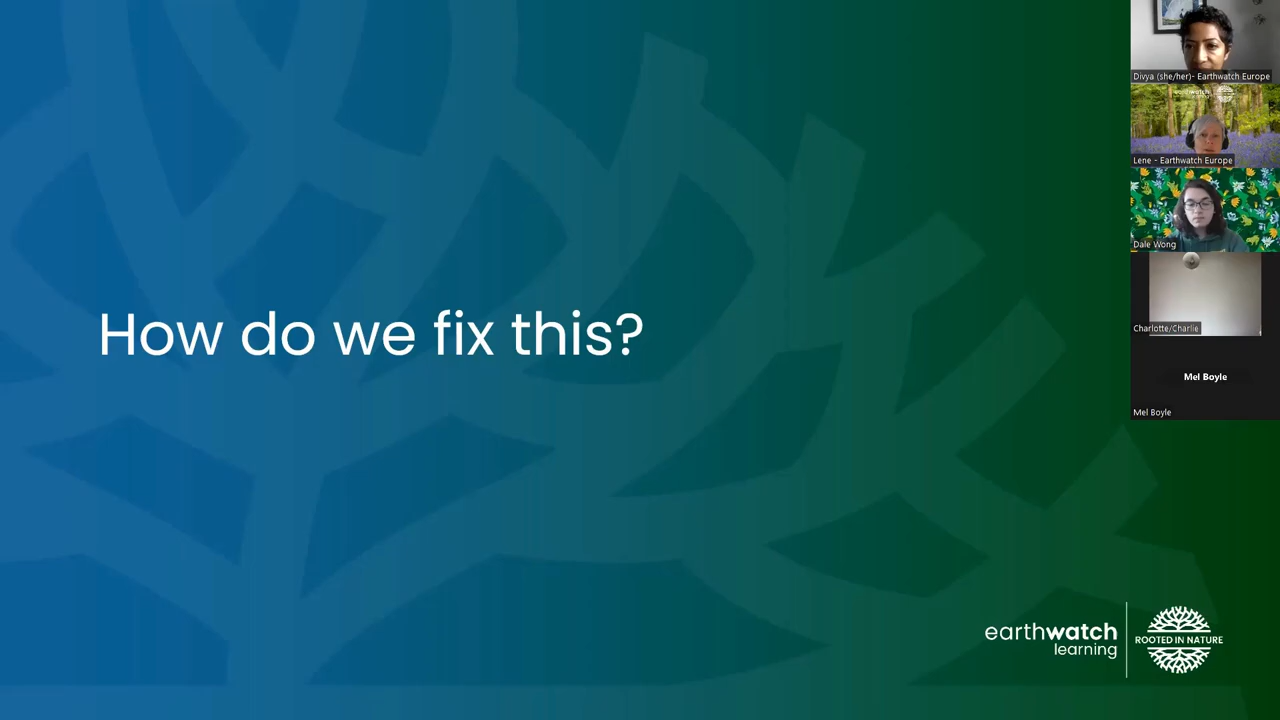 How do we fix this?
Divya (she/her)- Earthwatch Europe
earthwatch
Lene - Earthwatch Europe
Dale Wong
Charlotte/Charlie
Mel Boyle
Mel Boyle
earthwatch
learning
ROOTED IN NATURE